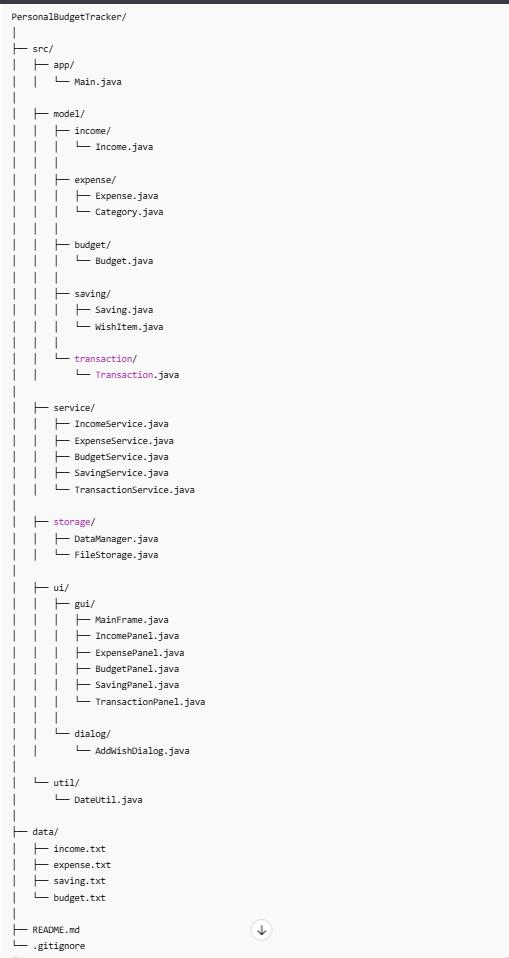 PersonalBudgetTracker/
│
├── src/
│   ├── app/
│   │   └── Main.java
│
│   ├── model/
│   │   ├── income/
│   │   │   └── Income.java
│   │   │
│   │   ├── expense/
│   │   │   ├── Expense.java
│   │   │   └── Category.java
│   │   │
│   │   ├── budget/
│   │   │   └── Budget.java
│   │   │
│   │   ├── saving/
│   │   │   ├── Saving.java
│   │   │   └── WishItem.java
│   │   │
│   │   └── transaction/
│   │       └── Transaction.java
│
│   ├── service/
│   │   ├── IncomeService.java
│   │   ├── ExpenseService.java
│   │   ├── BudgetService.java
│   │   ├── SavingService.java
│   │   └── TransactionService.java
│
│   ├── storage/
│   │   ├── DataManager.java
│   │   └── FileStorage.java
│
│   ├── ui/
│   │   ├── gui/
│   │   │   ├── MainFrame.java
│   │   │   ├── IncomePanel.java
│   │   │   ├── ExpensePanel.java
│   │   │   ├── BudgetPanel.java
│   │   │   ├── SavingPanel.java
│   │   │   └── TransactionPanel.java
│   │   │
│   │   └── dialog/
│   │       └── AddWishDialog.java
│
│   └── util/
│       └── DateUtil.java
│
├── data/
│   ├── income.txt
│   ├── expense.txt
│   ├── saving.txt
│   └── budget.txt
│
├── README.md
└── .gitignore